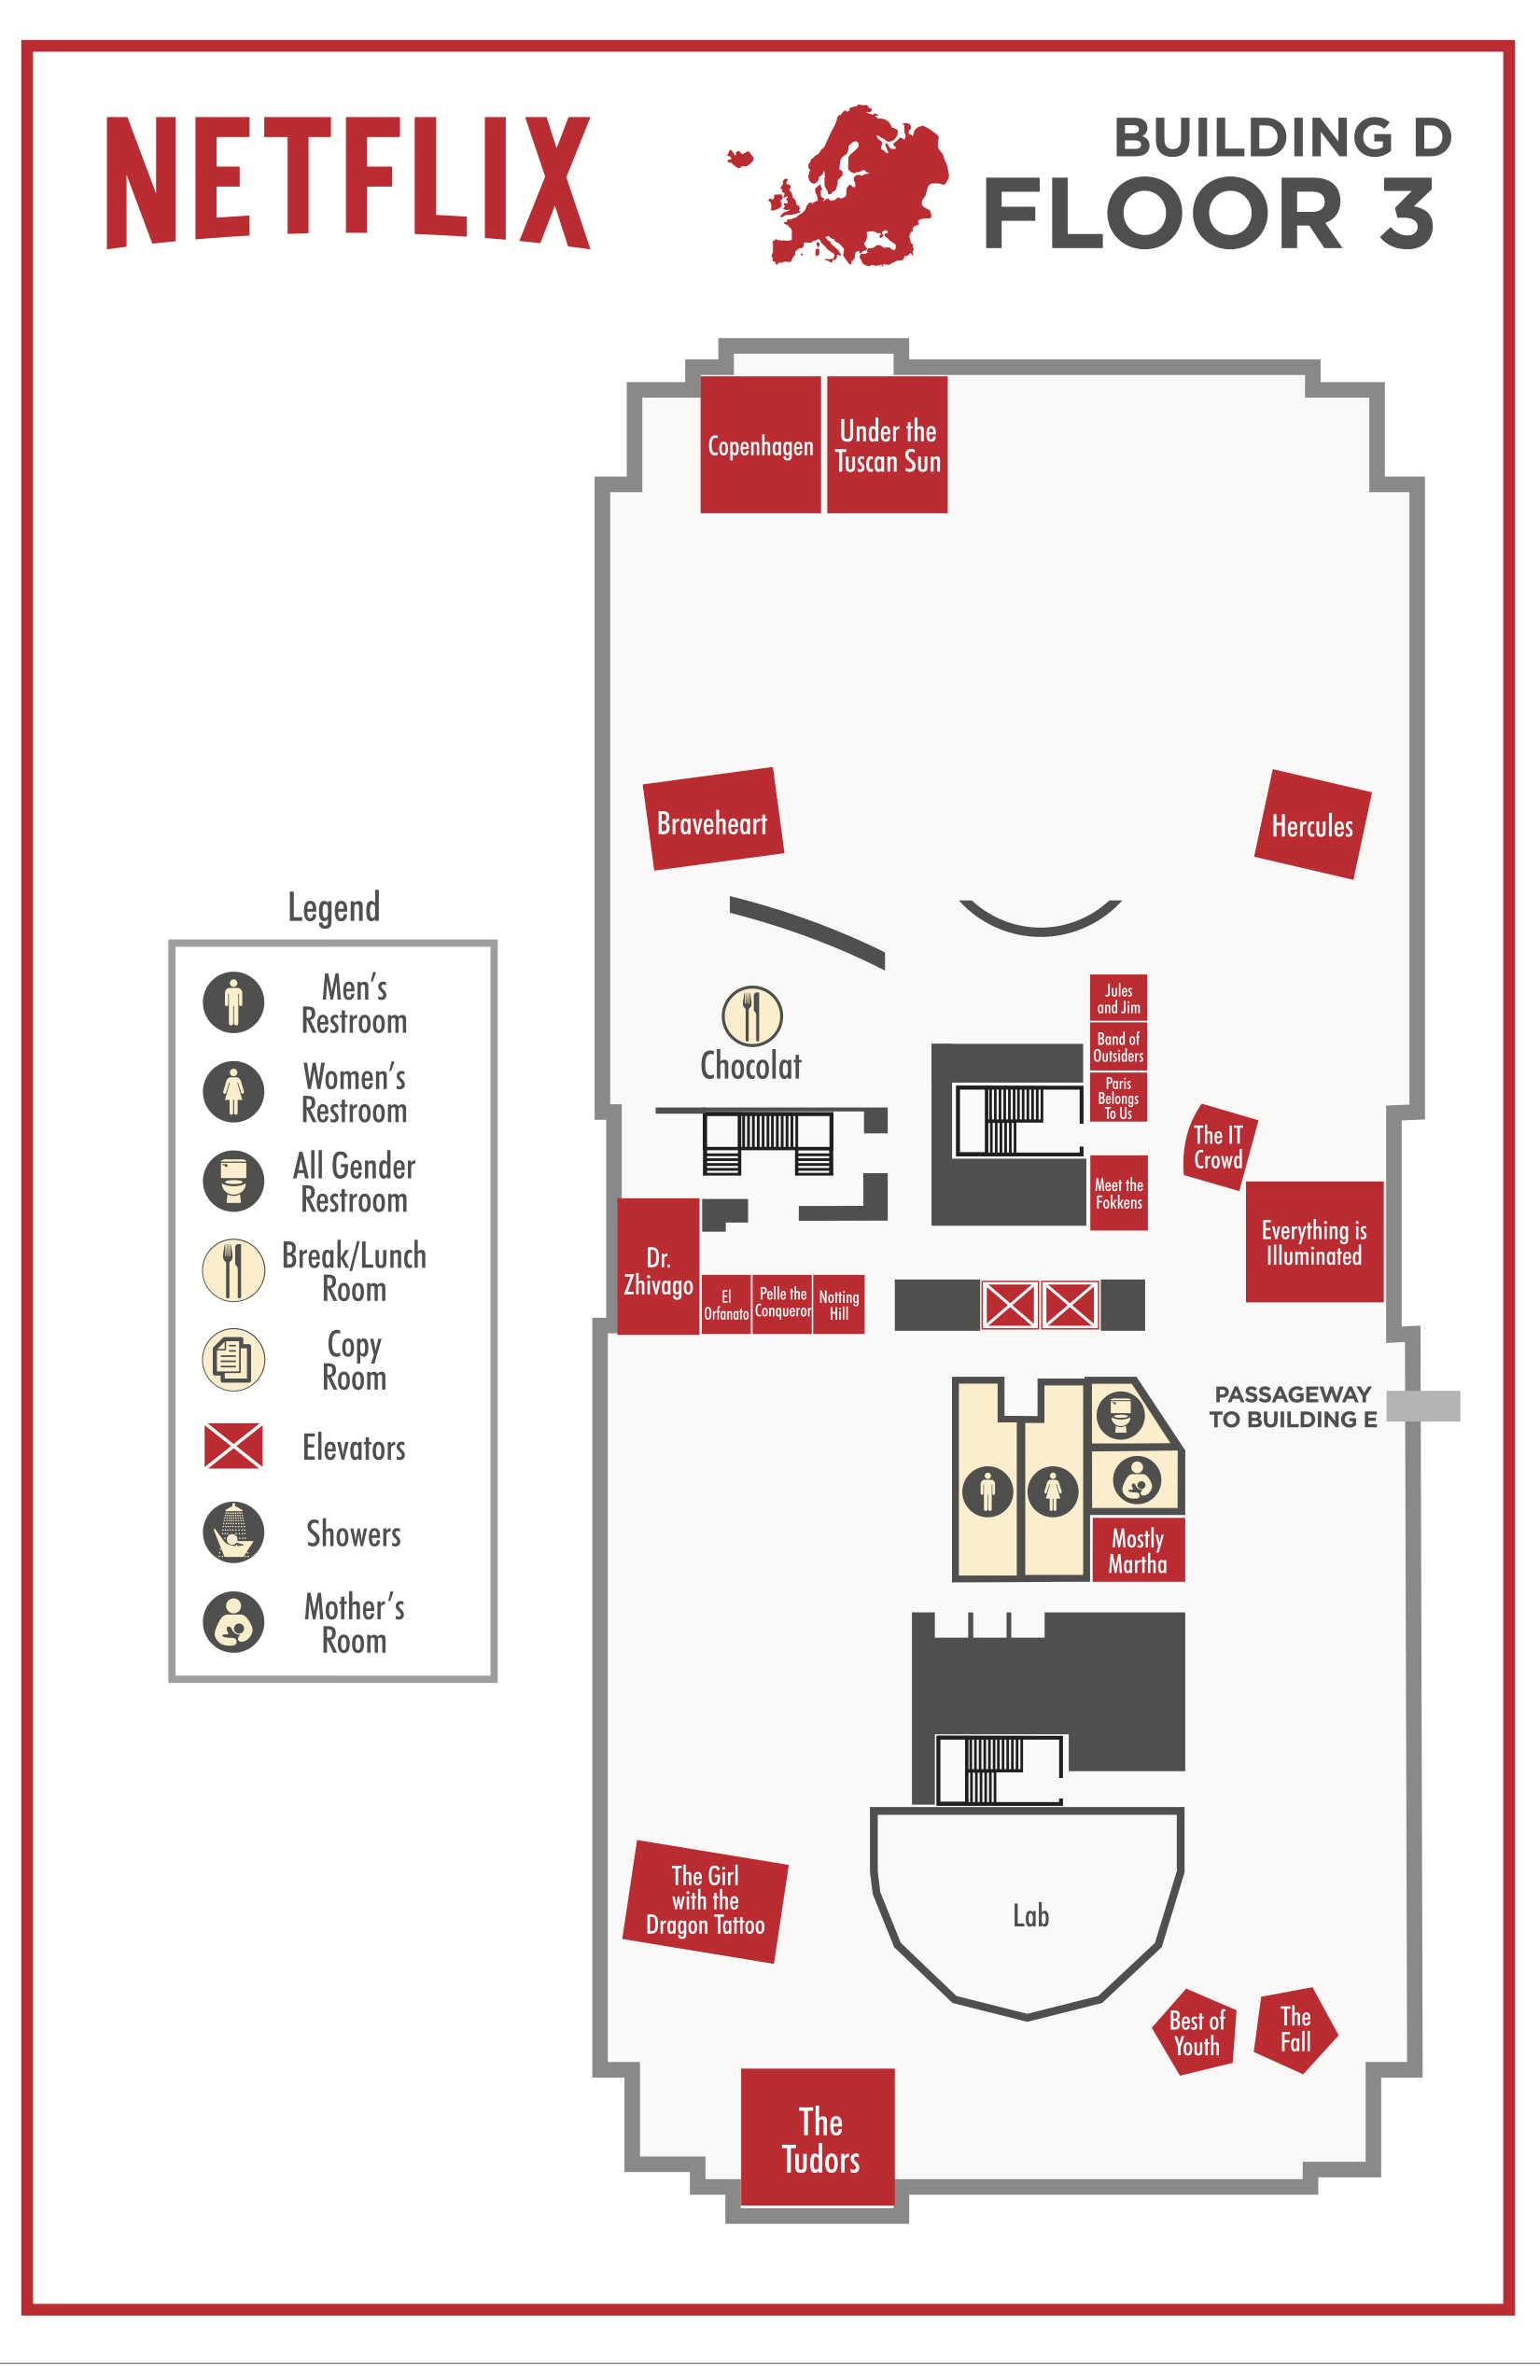 NETFLIX
BUILDING D
FLOOR 3
Copenhagen
Under the
Tuscan Sun
Braveheart
Hercules
Legend
Men's
Restroom
Women's
Restroom
All Gender
Restroom
Break/Lunch
Room
Copy
Room
Elevators
Showers
Mother's
Room
Chocolat
Jules
and Jim
Band of
Outsiders
Paris
Belongs
To Us
The IT
Crowd
Meet the
Fokkens
Everything is
Illuminated
Dr.
Zhivago
El
Orfanato
Pelle the
Conqueror
Notting
Hill
PASSAGEWAY
TO BUILDING E
Mostly
Martha
The Girl
with the
Dragon Tattoo
Lab
Best of
Youth
The
Fall
The
Tudors